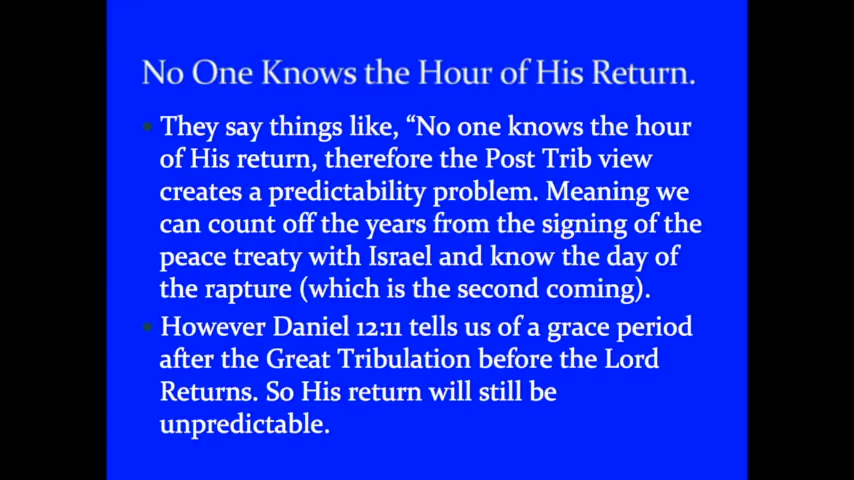 No One Knows the Hour of His Return.
They say things like, “No one knows the hour
of His return, therefore the Post Trib view
creates a predictability problem. Meaning we
can count off the years from the signing of the
peace treaty with Israel and know the day of
the rapture (which is the second coming).
However Daniel 12:11 tells us of a grace period
after the Great Tribulation before the Lord
Returns. So His return will still be
unpredictable.